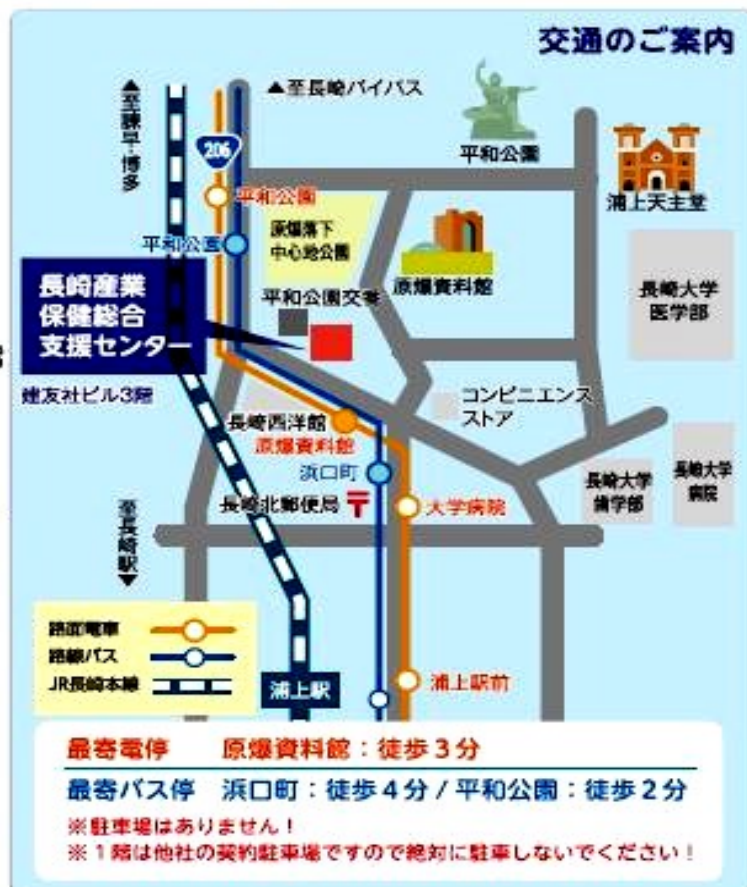 交通のご案内
▲至諫早・博多
▲至長崎バイパス
206
平和公園
浦上天主堂
平和公園
平和公園
原爆落下
中心地公園
原爆資料館
長崎大学
医学部
長崎産業
保健総合
支援センター
平和公園交番
建友社ビル3階
コンビニエンス
ストア
長崎西洋館
原爆資料館
浜口町
長崎大学
歯学部
長崎大学
病院
長崎北郵便局
大学病院
至長崎駅▼
路面電車
路線バス
JR長崎本線
浦上駅
浦上駅前
最寄電停 原爆資料館：徒歩3分
最寄バス停 浜口町：徒歩4分 / 平和公園：徒歩2分
※駐車場はありません！
※1階は他社の契約駐車場ですので絶対に駐車しないでください！